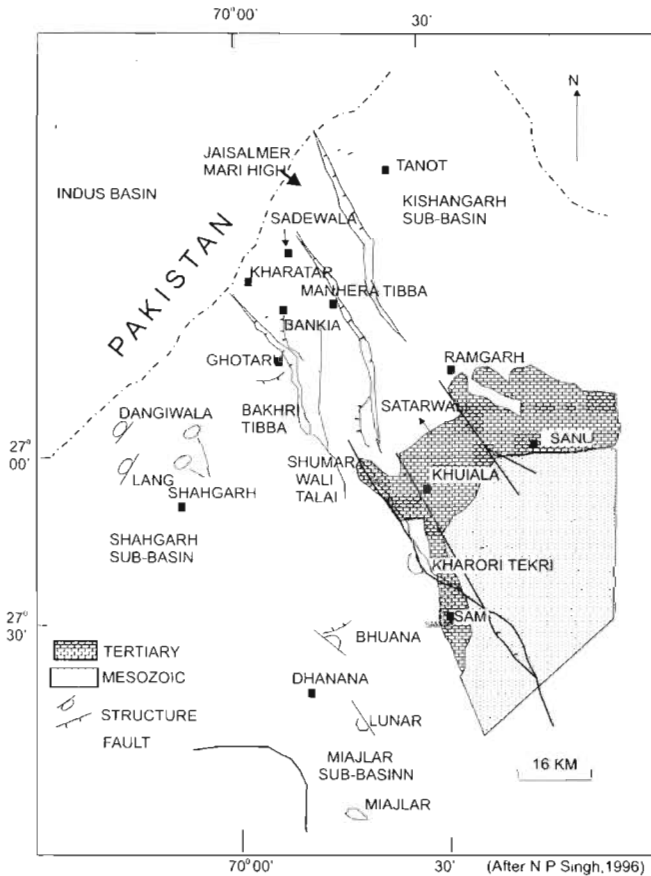 70° 00'
30'
N
JAISALMER
MARI HIGH
TANOT
INDUS BASIN
KISHANGARH
SUB-BASIN
SADEWALA
PAKISTAN
KHARATAR
MANHERA TIBBA
BANKIA
GHOTARU
RAMGARH
BAKHRI
TIBBA
DANGIWALA
SATARWAL
SANU
27°
00'
SHUMAR
WALI
TALAI
KHUIALA
LANG
SHAHGARH
SHAHGARH
SUB-BASIN
KHARORI TEKRI
27°
30'
SAM
BHUANA
TERTIARY
MESOZOIC
DHANANA
STRUCTURE
LUNAR
FAULT
MIAJLAR
SUB-BASINN
16 KM
MIAJLAR
70° 00'
30'
(After N P Singh,1996)